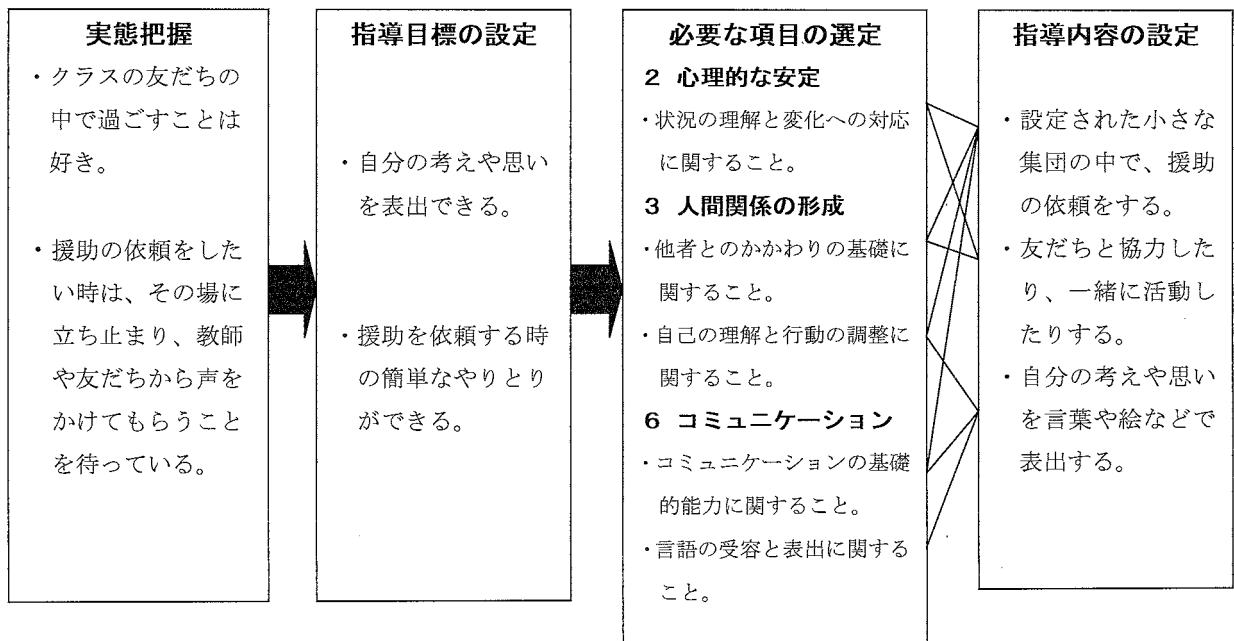 実態把握
・クラスの友だちの
中で過ごすことは
好き。
・援助の依頼をした
い時は、その場に
立ち止まり、教師
や友だちから声を
かけてもらうこと
を待っている。
指導目標の設定
・自分の考えや思い
を表出できる。
・援助を依頼する時
の簡単なやりとり
ができる。
必要な項目の選定
2 心理的な安定
・状況の理解と変化への対応
に関すること。
3 人間関係の形成
・他者とのかかわりの基礎に
関すること。
・自己の理解と行動の調整に
関すること。
6 コミュニケーション
・コミュニケーションの基礎
的能力に関すること。
・言語の受容と表出に関する
こと。
指導内容の設定
・設定された小さな
集団の中で、援助
の依頼をする。
・友だちと協力した
り、一緒に活動し
たりする。
・自分の考えや思い
を言葉や絵などで
表出する。